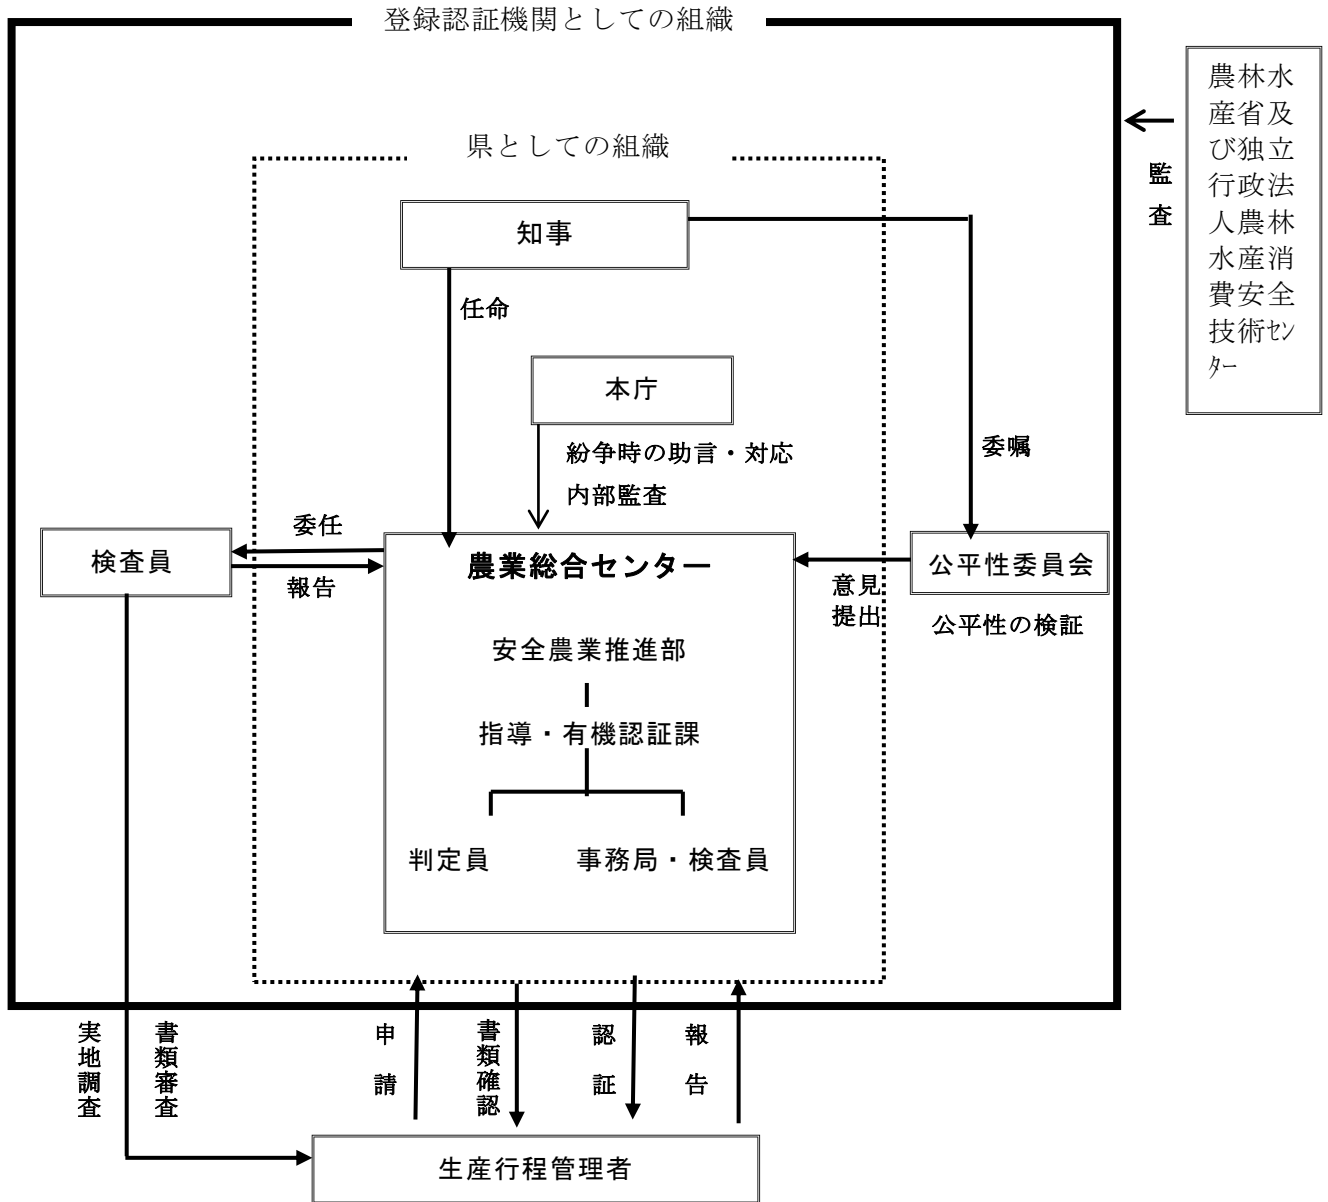 登録認証機関としての組織
農林水
産省及
び独立
行政法
人農林
水産消
費安全
技術ｾﾝ
ﾀｰ
監査
県としての組織
知事
任命
本庁
紛争時の助言・対応
内部監査
委嘱
検査員
委任
報告
農業総合センター
公平性委員会
意見
提出
公平性の検証
安全農業推進部
指導・有機認証課
判定員
事務局・検査員
実地調査
書類審査
申請
書類確認
認証
報告
生産行程管理者